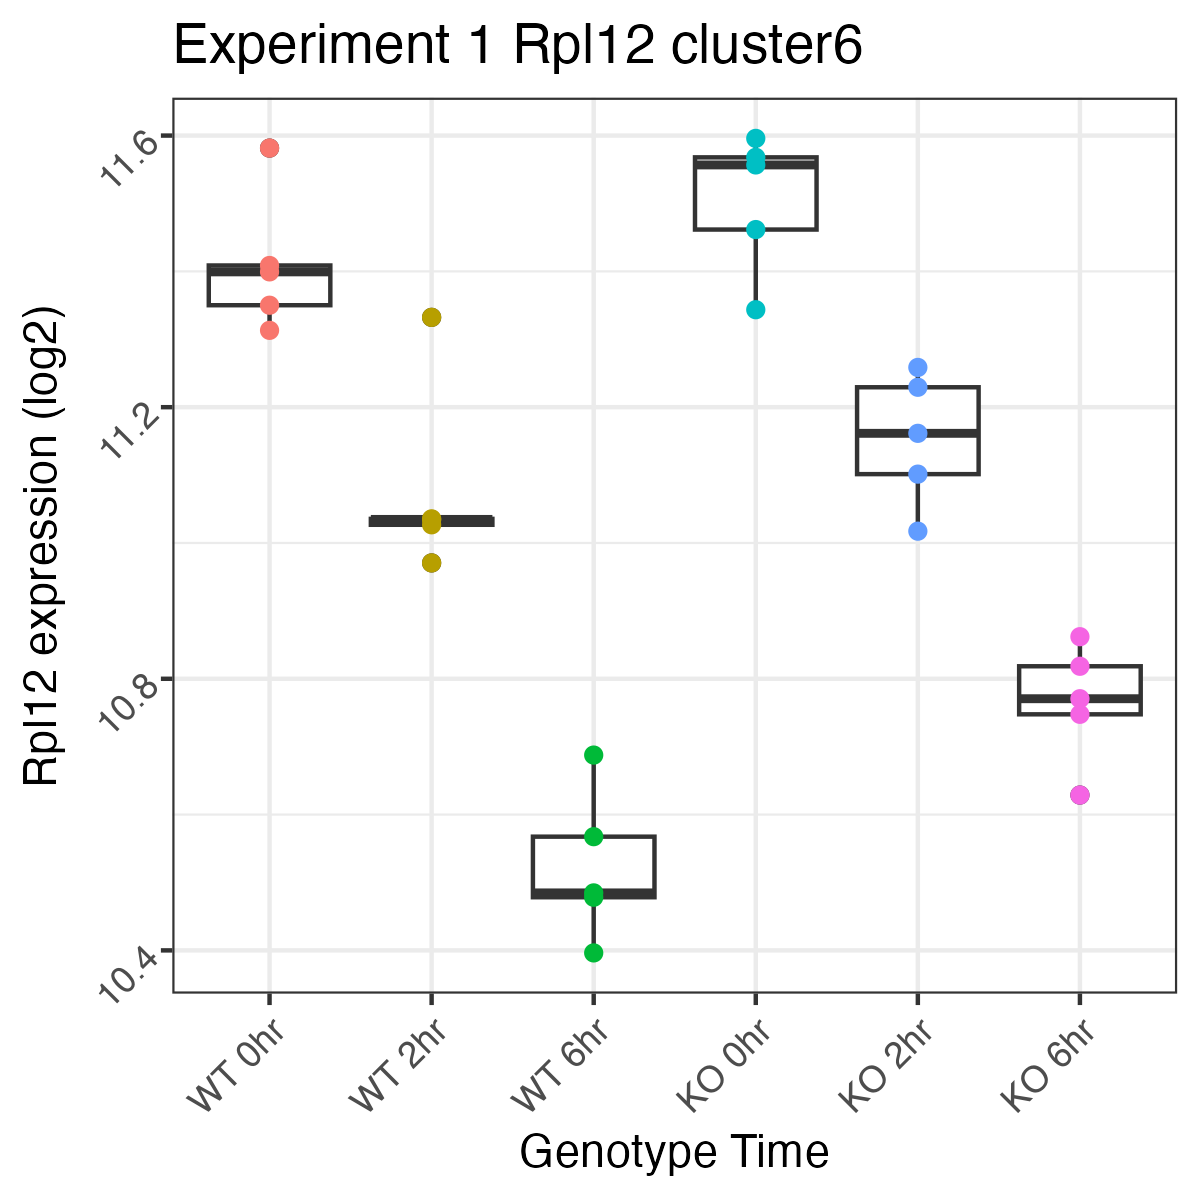 Experiment 1 Rpl12 cluster6
Rpl12 expression (log2)
11.6
11.2
10.8
10.4
WT 0hr
WT 2hr
WT 6hr
KO 0hr
KO 2hr
KO 6hr
Genotype Time